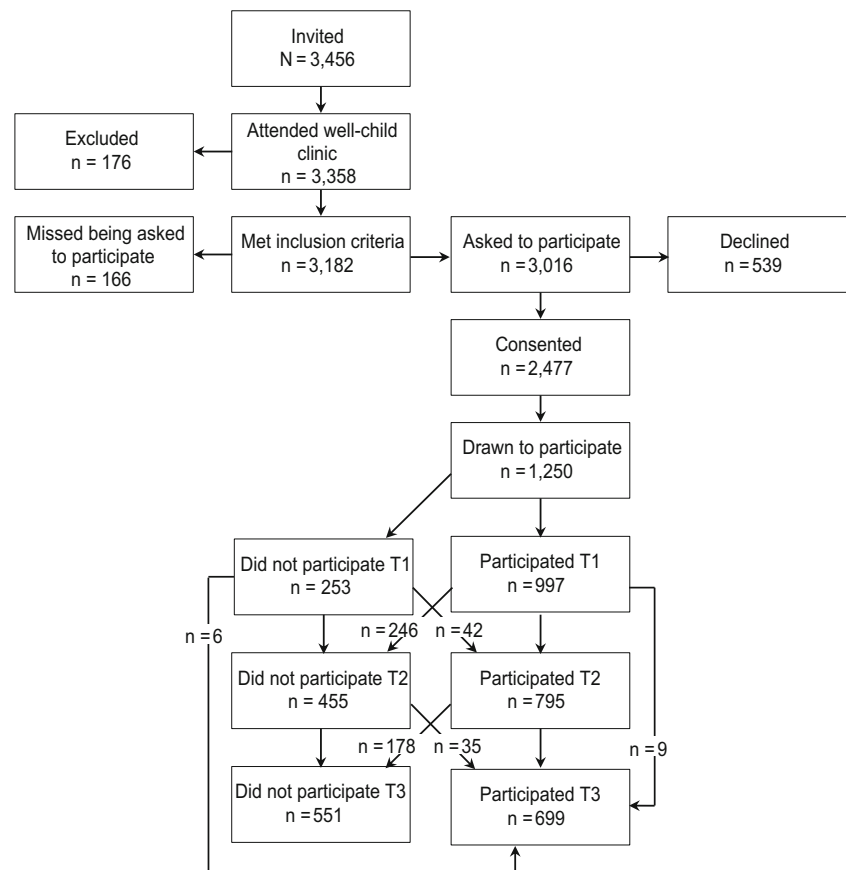 Invited
N = 3,456
Excluded
n = 176
Attended well-child
clinic
n = 3,358
Missed being asked
to participate
n = 166
Met inclusion criteria
n = 3,182
Asked to participate
n = 3,016
Declined
n = 539
Consented
n = 2,477
Drawn to participate
n = 1,250
Did not participate T1
n = 253
Participated T1
n = 997
n = 6
n = 246
n = 42
Did not participate T2
n = 455
Participated T2
n = 795
n = 178
n = 35
n = 9
Did not participate T3
n = 551
Participated T3
n = 699